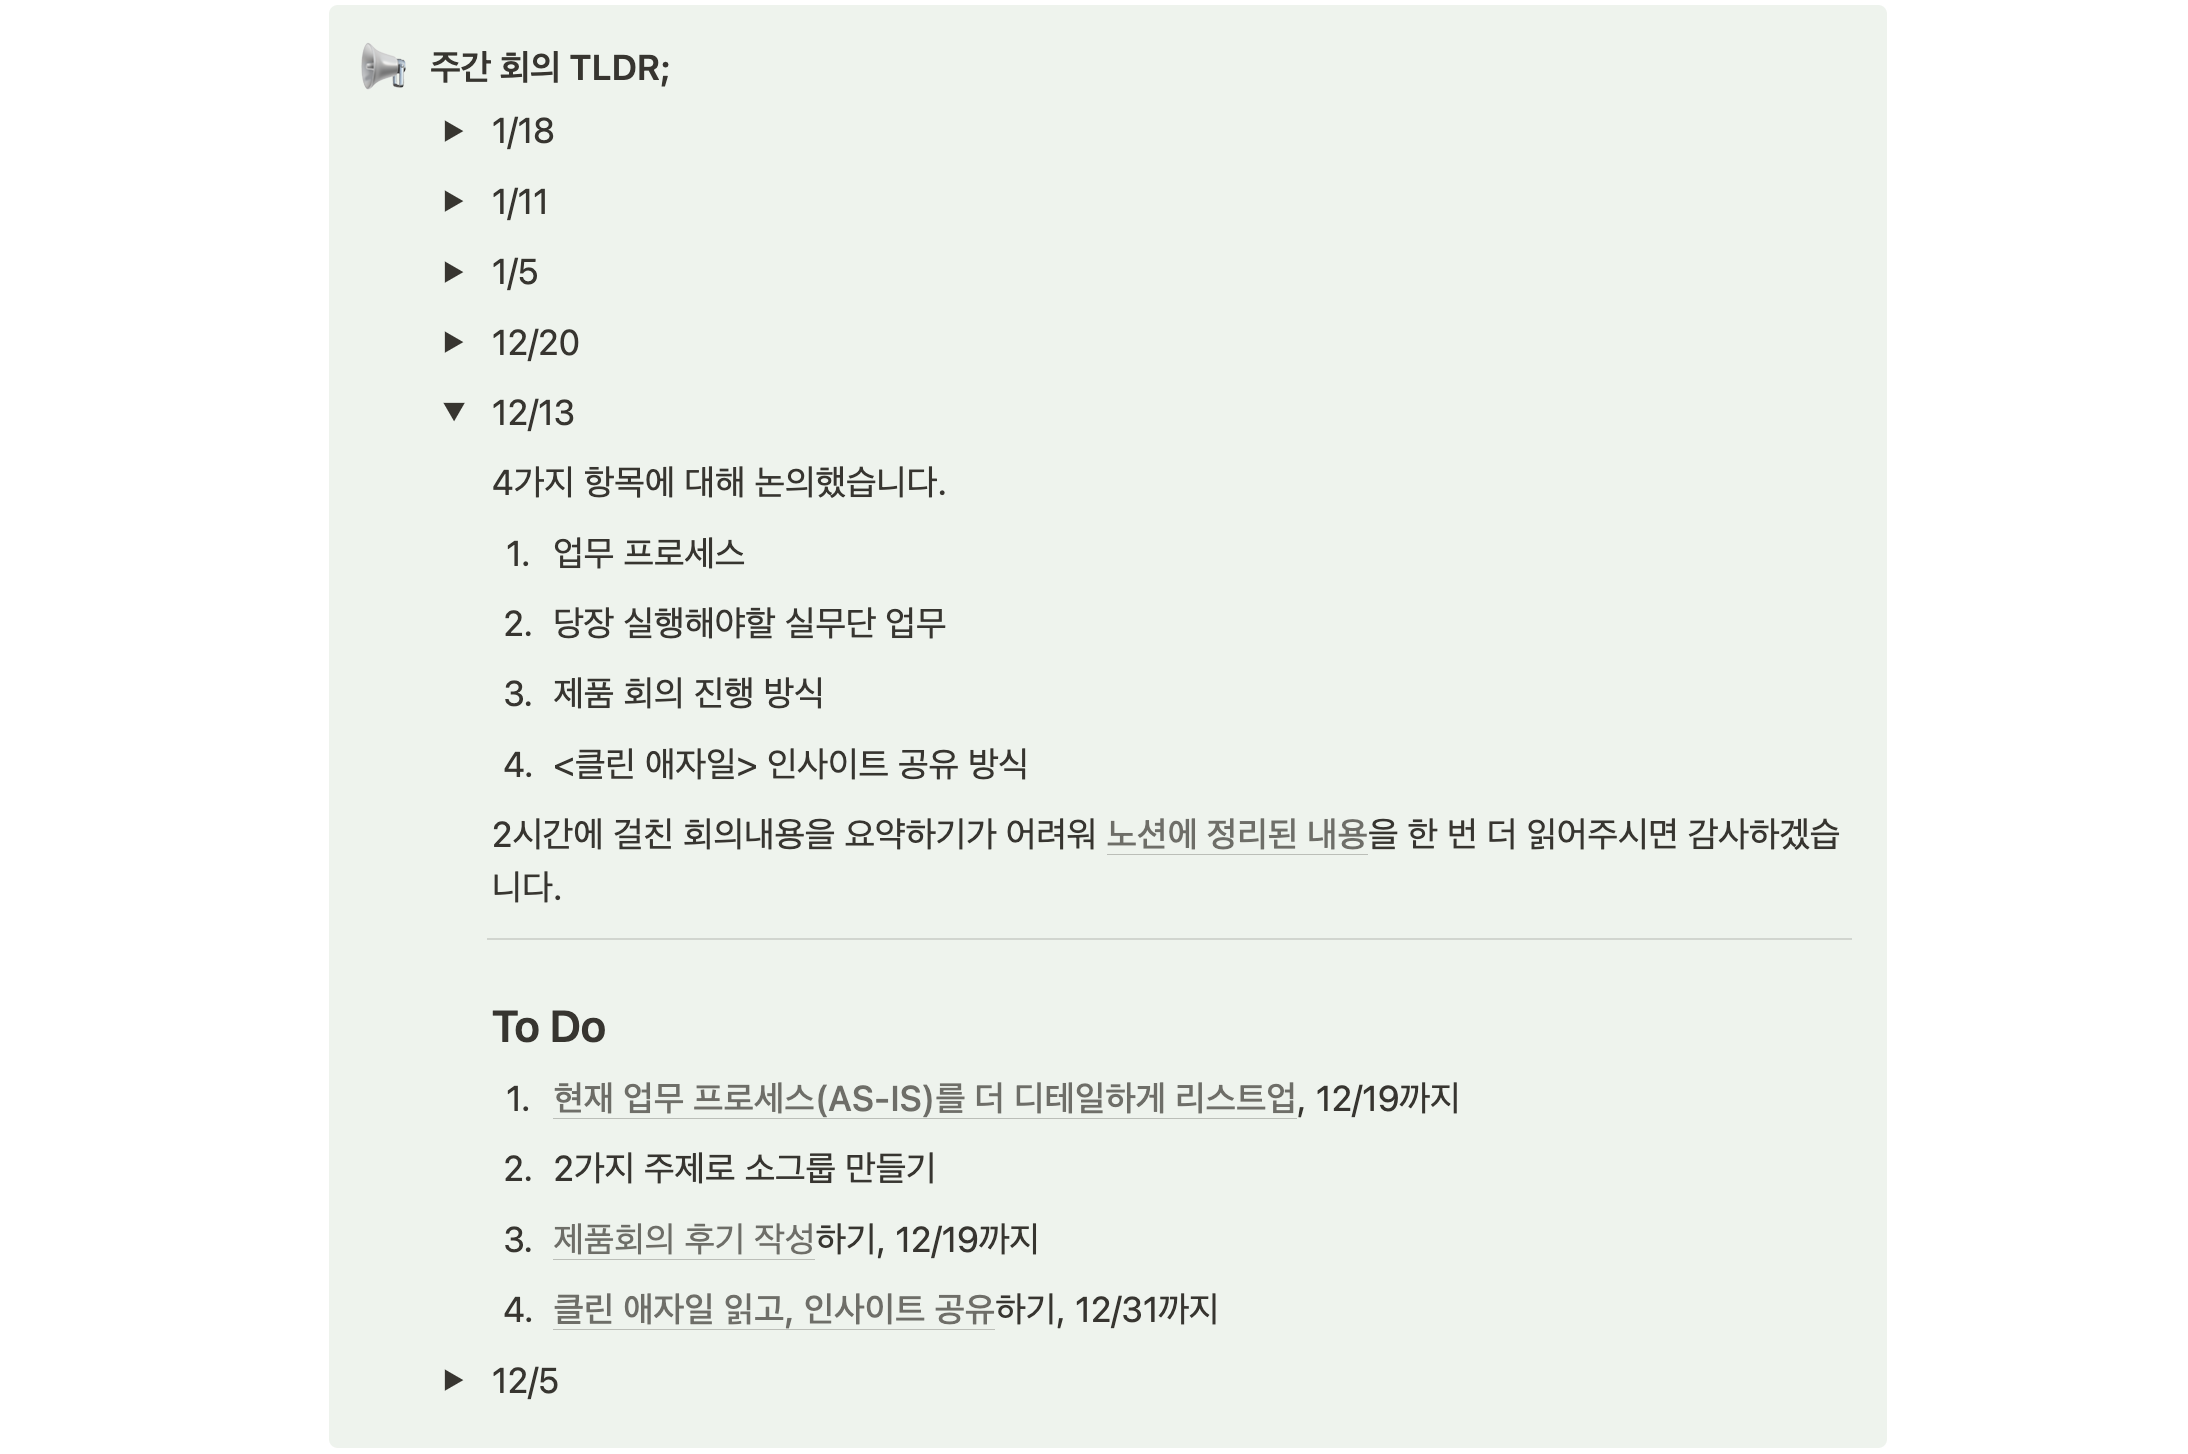 주간 회의 TLDR;
1/18
1/11
1/5
12/20
12/13
4가지 항목에 대해 논의했습니다.
1. 업무 프로세스
2. 당장 실행해야할 실무단 업무
3. 제품 회의 진행 방식
4. <클린 애자일> 인사이트 공유 방식
2시간에 걸친 회의내용을 요약하기가 어려워 노션에 정리된 내용을 한 번 더 읽어주시면 감사하겠습
니다.
To Do
1. 현재 업무 프로세스(AS-IS)를 더 디테일하게 리스트업, 12/19까지
2. 2가지 주제로 소그룹 만들기
3. 제품회의 후기 작성하기, 12/19까지
4. 클린 애자일 읽고, 인사이트 공유하기, 12/31까지
12/5